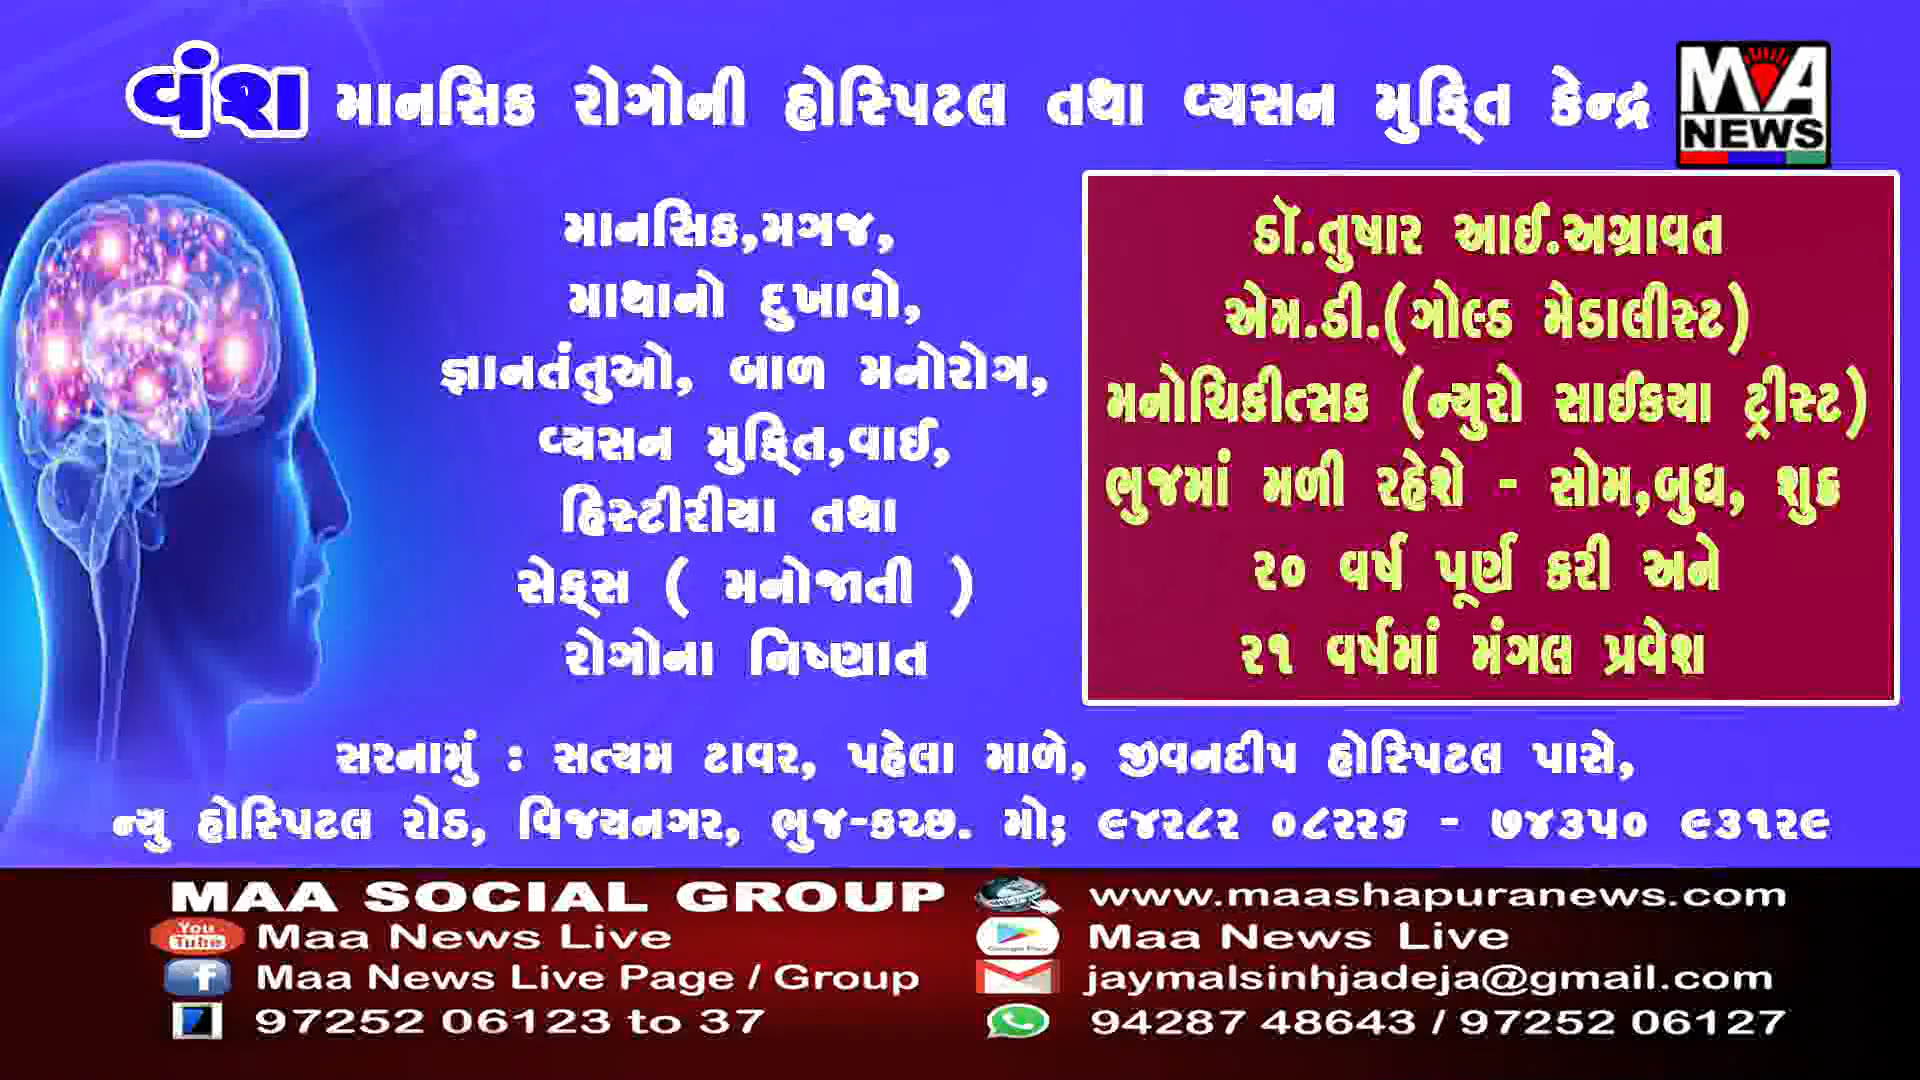 વંશ માનસિક રોગોની હોસ્પિટલ તથા વ્યસન મુક્તિ કેન્દ્ર
MAA
NEWS
માનસિક,મગજ,
માથાનો દુખાવો,
જ્ઞાનતંતુઓ, બાળ મનોરોગ,
વ્યસન મુક્તિ,વાઈ,
હિસ્ટીરીયા તથા
સેક્સ ( મનોજાતી )
રોગોના નિષ્ણાત
ડૉ.તુષાર આઈ.અગ્રાવત
એમ.ડી.(ગોલ્ડ મેડાલીસ્ટ)
મનોચિકીત્સક (ન્યુરો સાઈકયા ટ્રીસ્ટ)
ભુજમાં મળી રહેશે - સોમ,બુધ, શુક્ર
૨૦ વર્ષ પૂર્ણ કરી અને
૨૧ વર્ષમાં મંગલ પ્રવેશ
સરનામું : સત્યમ ટાવર, પહેલા માળે, જીવનદીપ હોસ્પિટલ પાસે,
ન્યુ હોસ્પિટલ રોડ, વિજયનગર, ભુજ-કચ્છ. મો; ૯૪૨૮૨ ૦૮૨૨૬ - ૭૪૩૫૦ ૯૩૧૨૯
MAA SOCIAL GROUP
You Tube Maa News Live
Maa News Live Page / Group
97252 06123 to 37
www.maashapuranews.com
Google Play Maa News Live
jaymalsinhjadeja@gmail.com
94287 48643 / 97252 06127